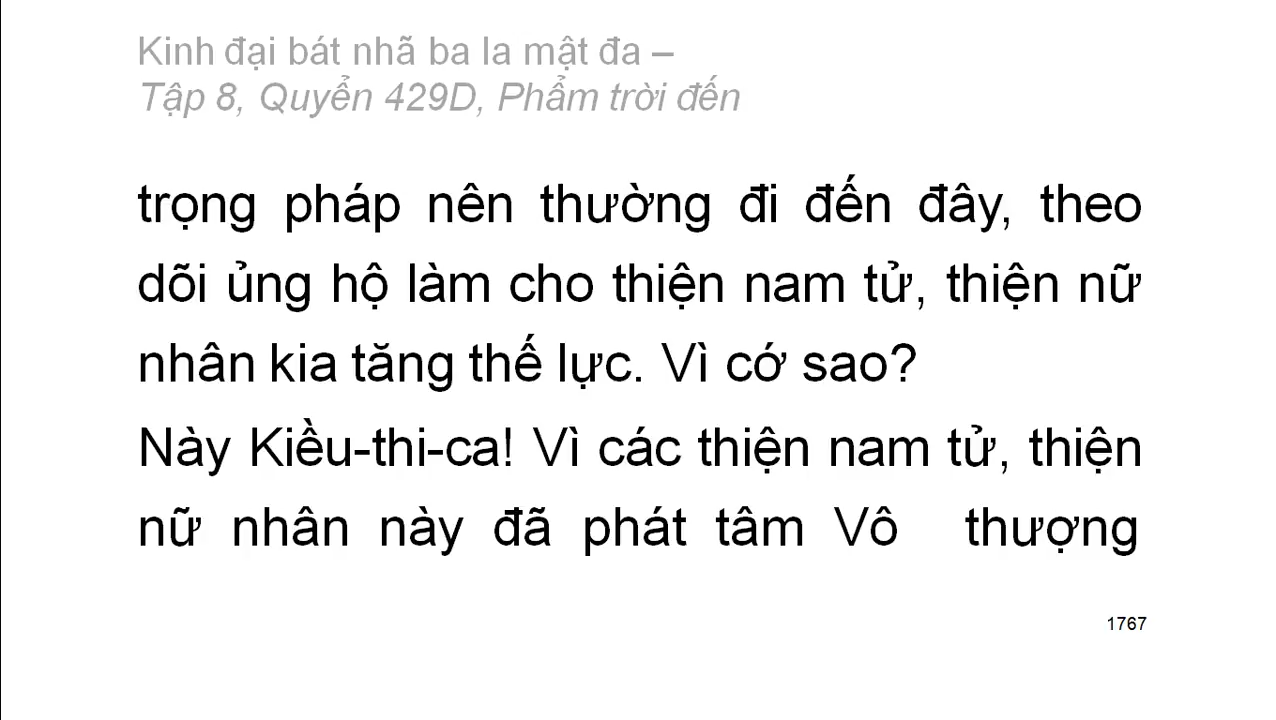 Kinh đại bát nhã ba la mật đa –
Tập 8, Quyển 429D, Phẩm trời đến
trọng pháp nên thường đi đến đây, theo
dõi ủng hộ làm cho thiện nam tử, thiện nữ
nhân kia tăng thế lực. Vì cớ sao?
Này Kiều-thi-ca! Vì các thiện nam tử, thiện
nữ nhân này đã phát tâm Vô thượng
1767